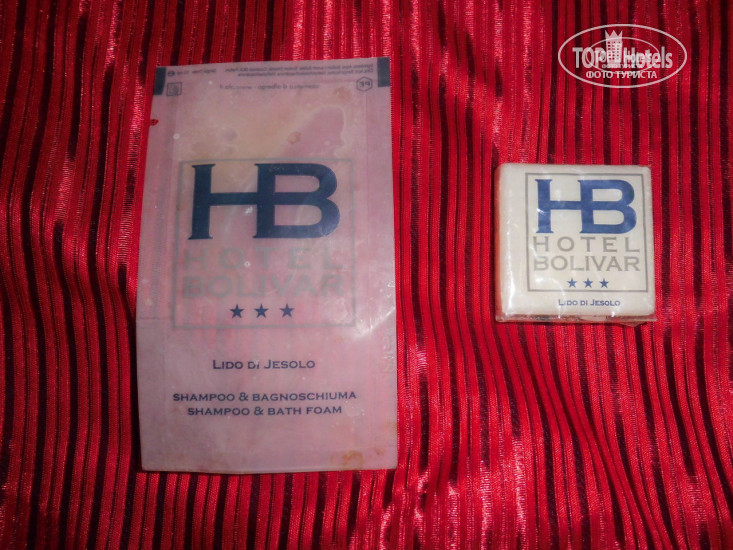 TOP Hotels
ФОТО ТУРИСТА
HB
HOTEL
BOLIVAR
★★★
LIDO DI JESOLO
SHAMPOO & BAGNOSCHIUMA
SHAMPOO & BATH FOAM
HB
HOTEL
BOLIVAR
★★★
LIDO DI JESOLO